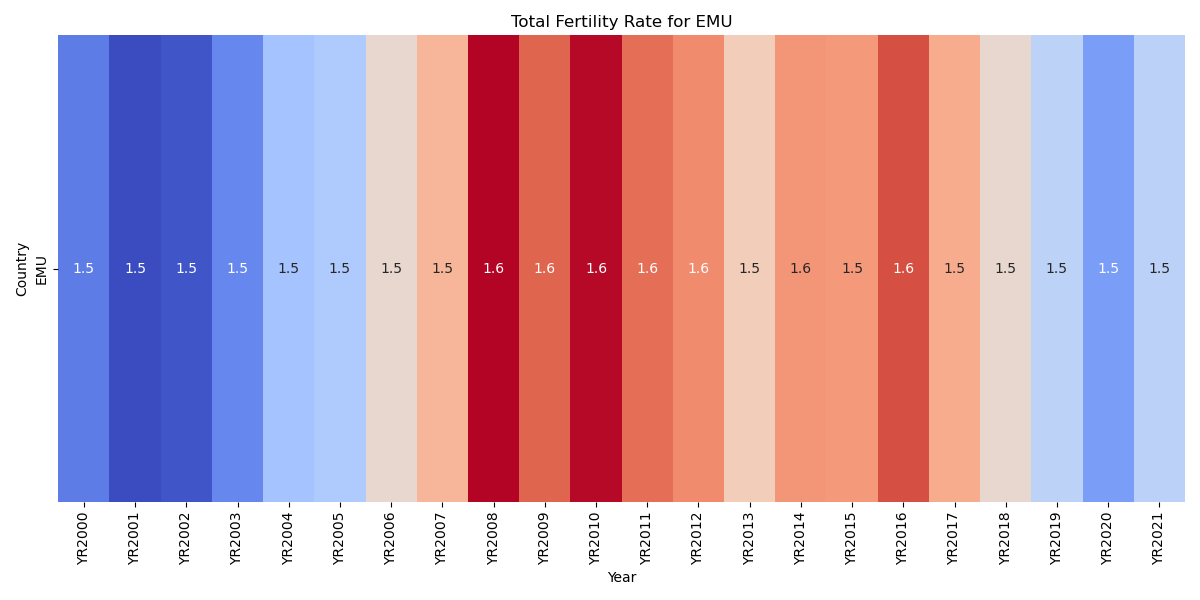 Total Fertility Rate for EMU
Country
EMU
1.5 1.5 1.5 1.5 1.5 1.5 1.5 1.5 1.6 1.6 1.6 1.6 1.6 1.5 1.6 1.5 1.6 1.5 1.5 1.5 1.5 1.5
YR2000 YR2001 YR2002 YR2003 YR2004 YR2005 YR2006 YR2007 YR2008 YR2009 YR2010 YR2011 YR2012 YR2013 YR2014 YR2015 YR2016 YR2017 YR2018 YR2019 YR2020 YR2021
Year